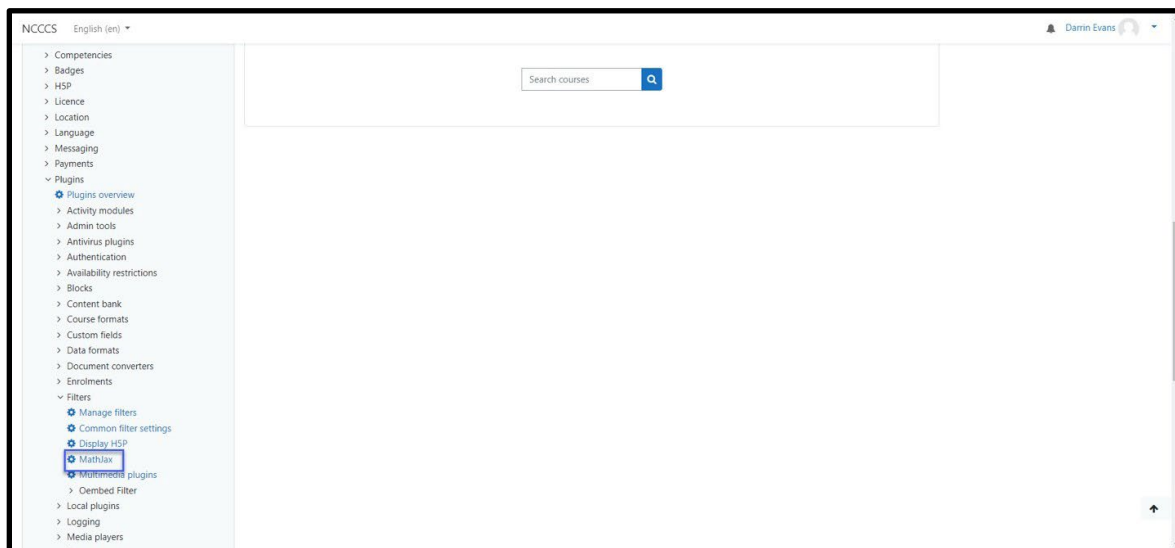 NCCCS English (en)
Darrin Evans
Competencies
Badges
H5P
Licence
Location
Language
Messaging
Payments
Plugins
Plugins overview
Activity modules
Admin tools
Antivirus plugins
Authentication
Availability restrictions
Blocks
Content bank
Course formats
Custom fields
Data formats
Document converters
Enrolments
Filters
Manage filters
Common filter settings
Display H5P
MathJax
Multimedia plugins
Oembed Filter
Local plugins
Logging
Media players
Search courses